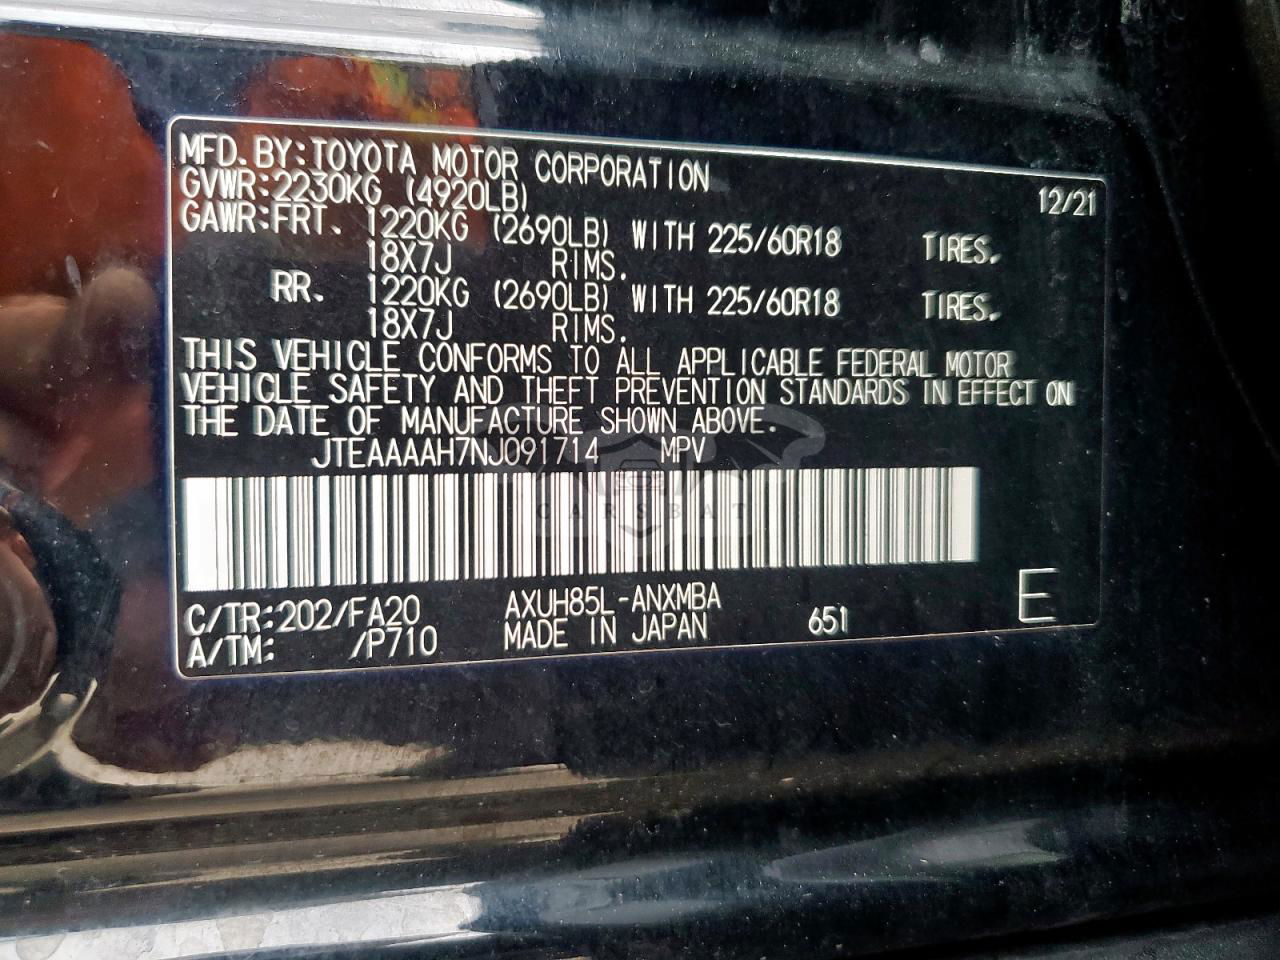 MFD.BY:TOYOTA MOTOR CORPORATION 12/21
GVWR:2230KG (4920LB)
GAWR:FRT. 1220KG (2690LB) WITH 225/60R18 TIRES.
18X7J RIMS.
RR. 1220KG (2690LB) WITH 225/60R18 TIRES.
18X7J RIMS.
THIS VEHICLE CONFORMS TO ALL APPLICABLE FEDERAL MOTOR
VEHICLE SAFETY AND THEFT PREVENTION STANDARDS IN EFFECT ON
THE DATE OF MANUFACTURE SHOWN ABOVE.
JTEAAAAH7NJ091714 MPV
CARSBAT
C/TR:202/FA20 AXUH85L-ANXMBA
A/TM: /P710 MADE IN JAPAN 651 E